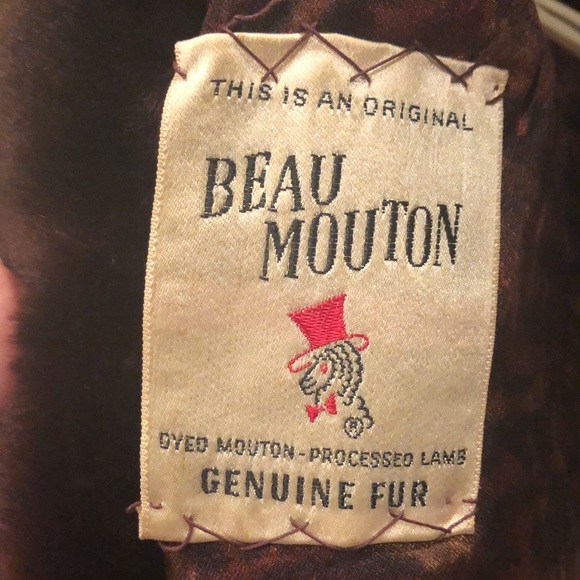 THIS IS AN ORIGINAL
BEAU
MOUTON
®
DYED MOUTON-PROCESSED LAMB
GENUINE FUR